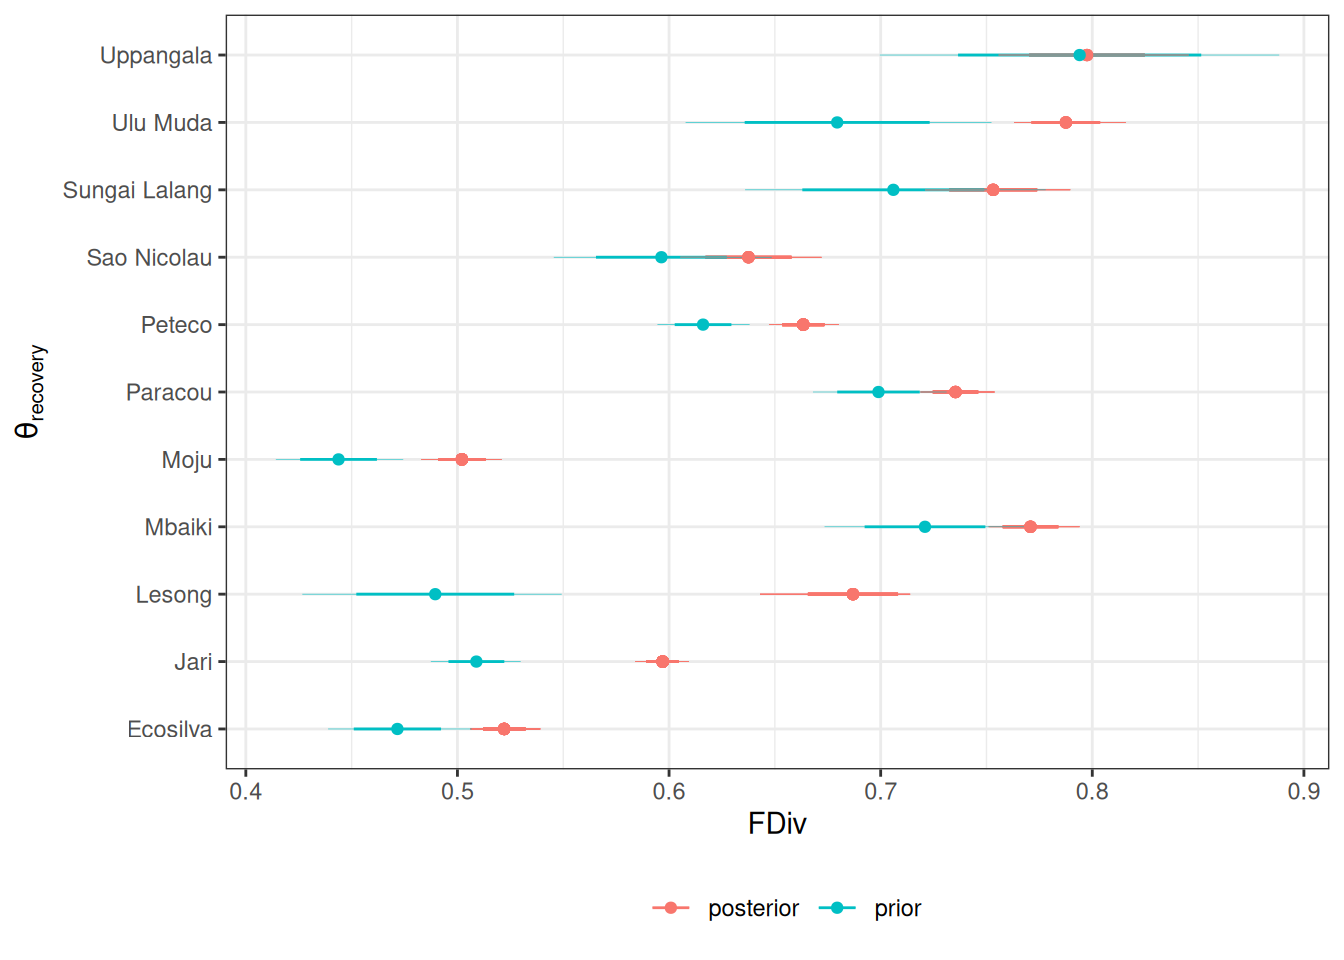 Uppangala
Ulu Muda
Sungai Lalang
Sao Nicolau
Peteco
Paracou
Moju
Mbaiki
Lesong
Jari
Ecosilva
θrecovery
0.4 0.5 0.6 0.7 0.8 0.9
FDiv
posterior prior